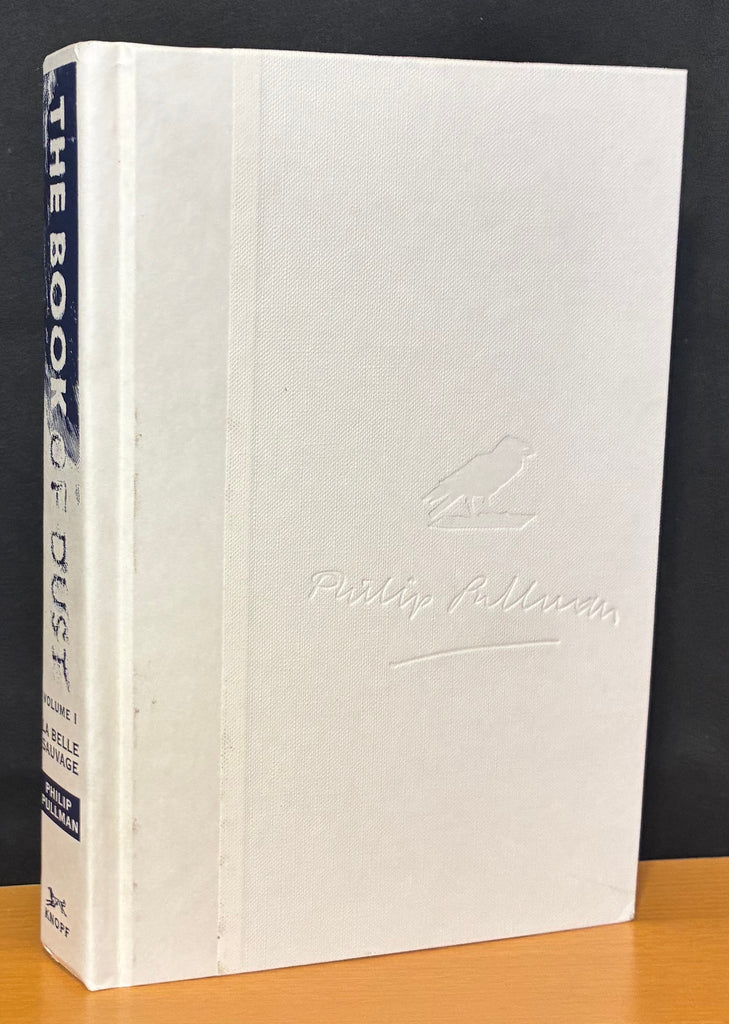 THE BOOK OF DUST
VOLUME I
LA BELLE
SAUVAGE
PHILIP
PULLMAN
KNOPF
Philip Pullman